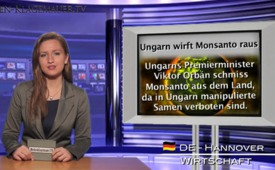 Ungarn wirft Monsanto raus
Ungarns Premierminister
Viktor Orbán schmiss
Monsanto aus dem Land,
da in Ungarn manipulierte
Samen verboten sind.
DE - Hannover
Wirtschaft